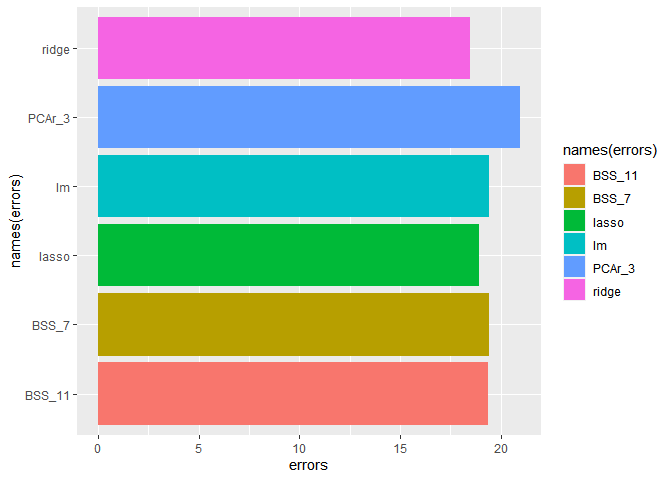 names(errors)
ridge
PCAr_3
lm
lasso
BSS_7
BSS_11
0 5 10 15 20
errors
names(errors)
BSS_11
BSS_7
lasso
lm
PCAr_3
ridge